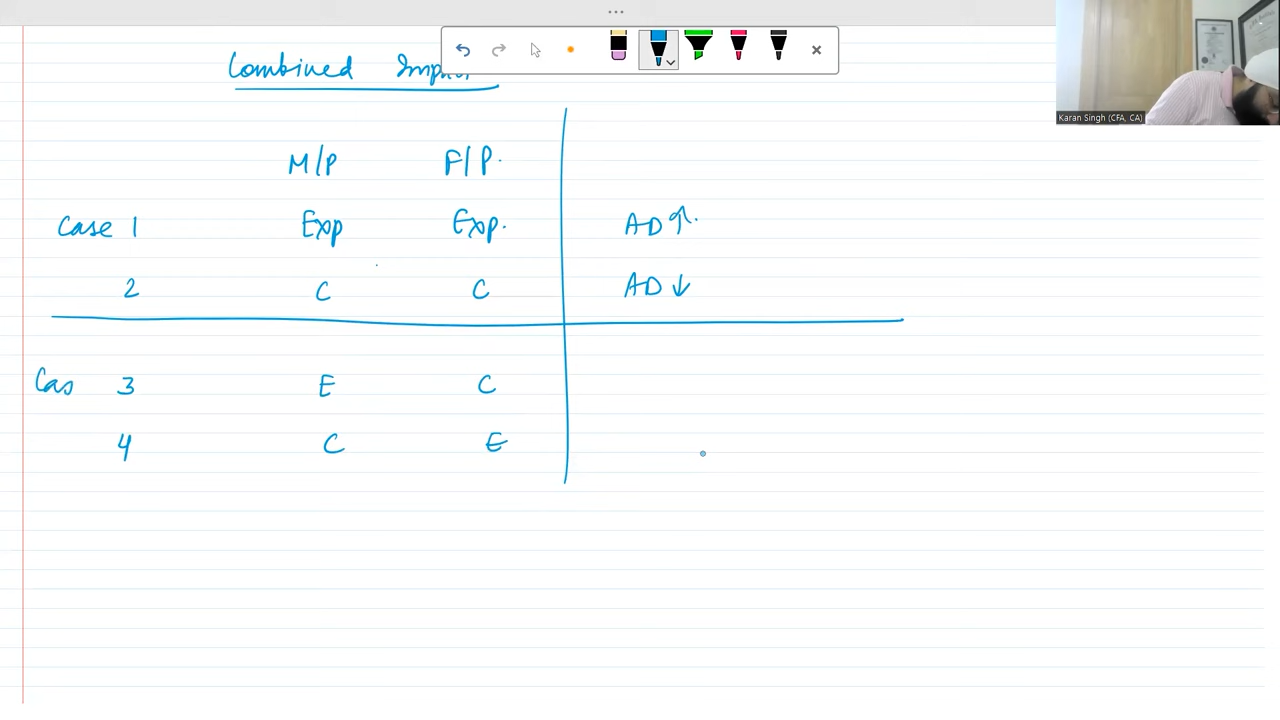 Combined
Karan Singh (CFA, CA)
M/P F/P.
Case 1 Exp Exp. AD↑.
2 C C AD↓
Cas 3 E C
4 C E